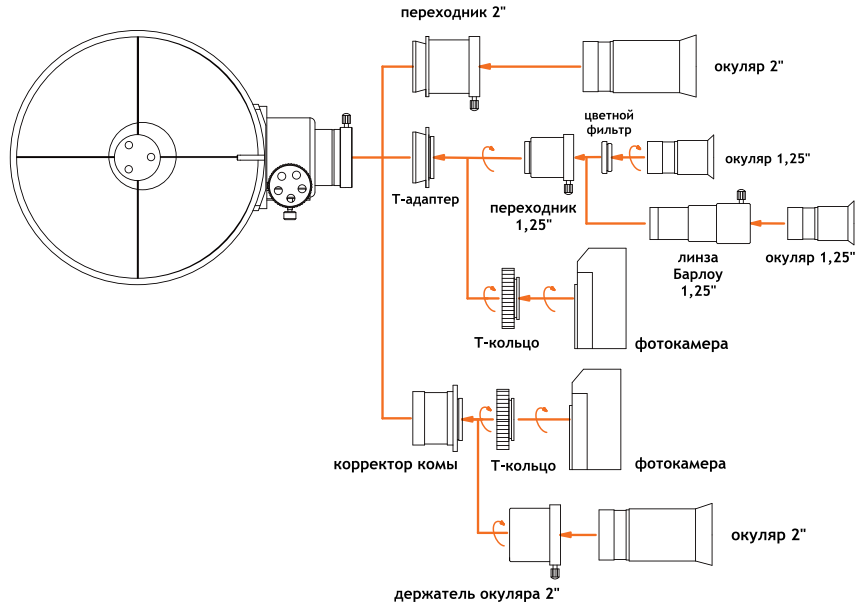 переходник 2"
окуляр 2"
цветной
фильтр
окуляр 1,25"
Т-адаптер
переходник
1,25"
линза
Барлоу
1,25"
окуляр 1,25"
Т-кольцо
фотокамера
корректор комы
Т-кольцо
фотокамера
окуляр 2"
держатель окуляра 2"